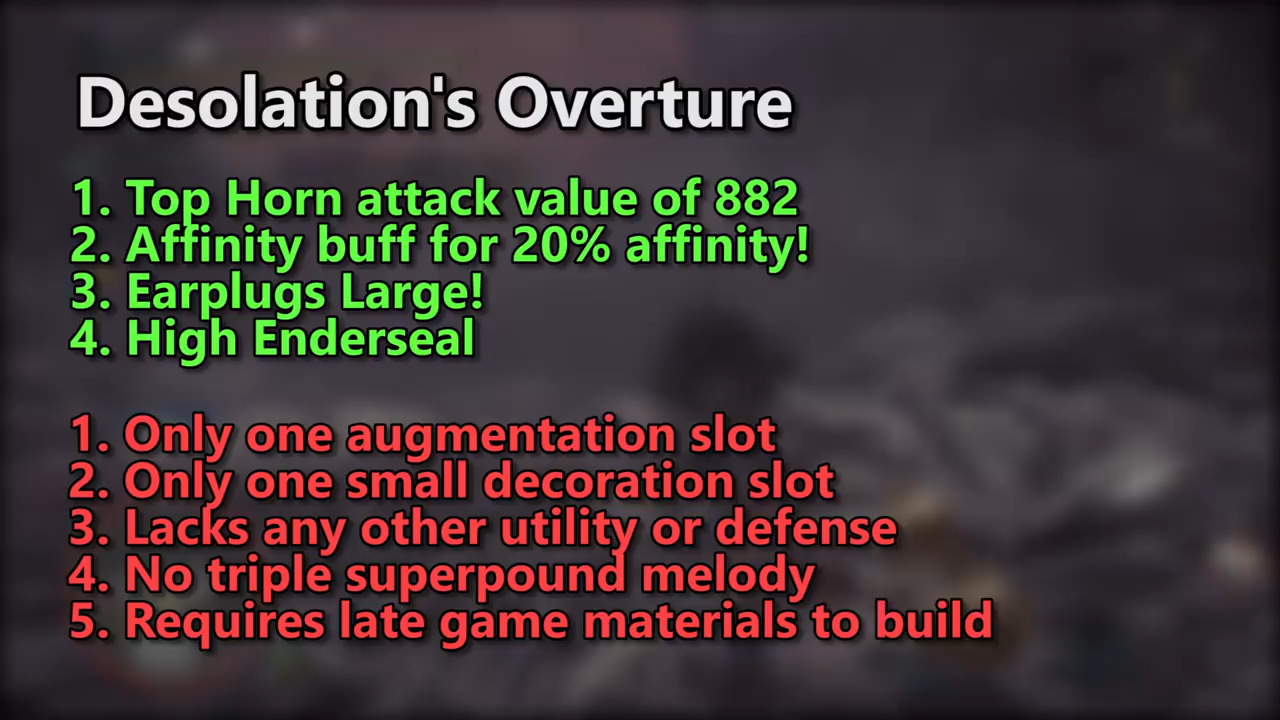 Desolation's Overture
1. Top Horn attack value of 882
2. Affinity buff for 20% affinity!
3. Earplugs Large!
4. High Enderseal
1. Only one augmentation slot
2. Only one small decoration slot
3. Lacks any other utility or defense
4. No triple superpound melody
5. Requires late game materials to build